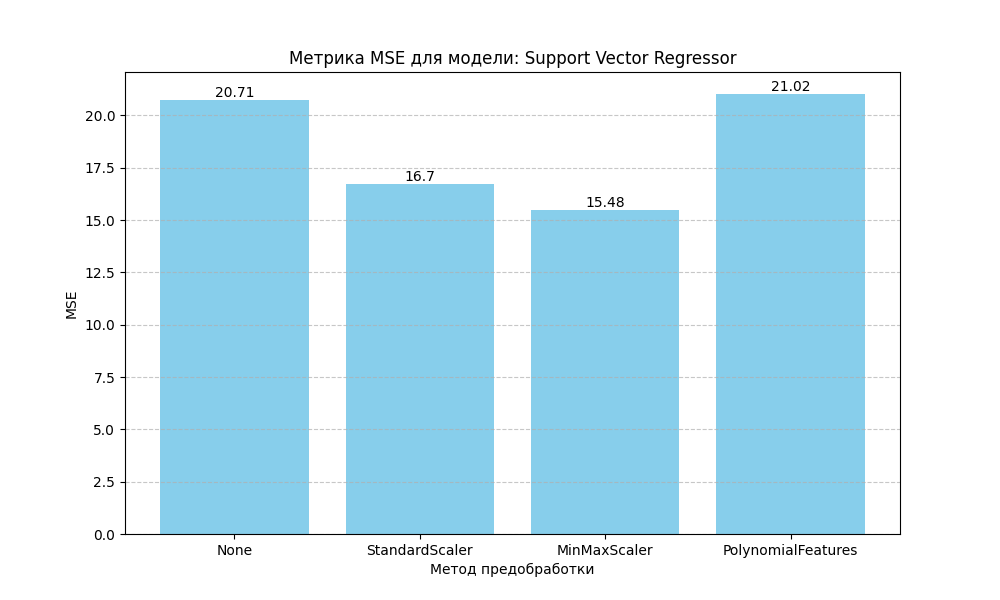 Метрика MSE для модели: Support Vector Regressor
20.71
16.7
15.48
21.02
MSE
20.0
17.5
15.0
12.5
10.0
7.5
5.0
2.5
0.0
None
StandardScaler
MinMaxScaler
PolynomialFeatures
Метод предобработки